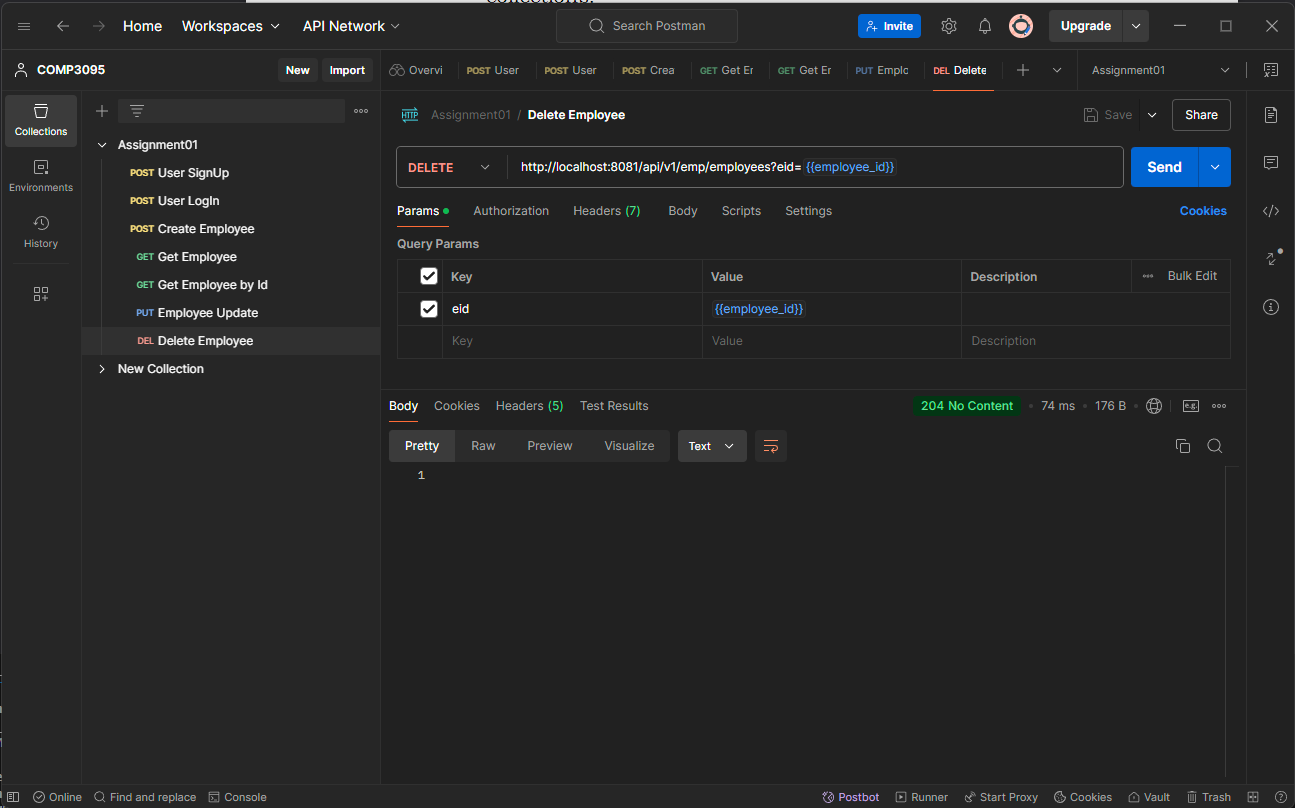 Home Workspaces API Network Search Postman Invite Upgrade
COMP3095 New Import
Overvi POST User POST User POST Crea GET Get Er GET Get Er PUT Emplo DEL Delete Assignment01
Collections
Environments
History
Assignment01
POST User SignUp
POST User LogIn
POST Create Employee
GET Get Employee
GET Get Employee by Id
PUT Employee Update
DEL Delete Employee
New Collection
HTTP Assignment01 / Delete Employee Save Share
DELETE http://localhost:8081/api/v1/emp/employees?eid= {{employee_id}} Send
Params Authorization Headers (7) Body Scripts Settings Cookies
Query Params
Key Value Description Bulk Edit
eid {{employee_id}}
Key Value Description
Body Cookies Headers (5) Test Results 204 No Content 74 ms 176 B e.g.
Pretty Raw Preview Visualize Text
1
Online Find and replace Console Postbot Runner Start Proxy Cookies Vault Trash